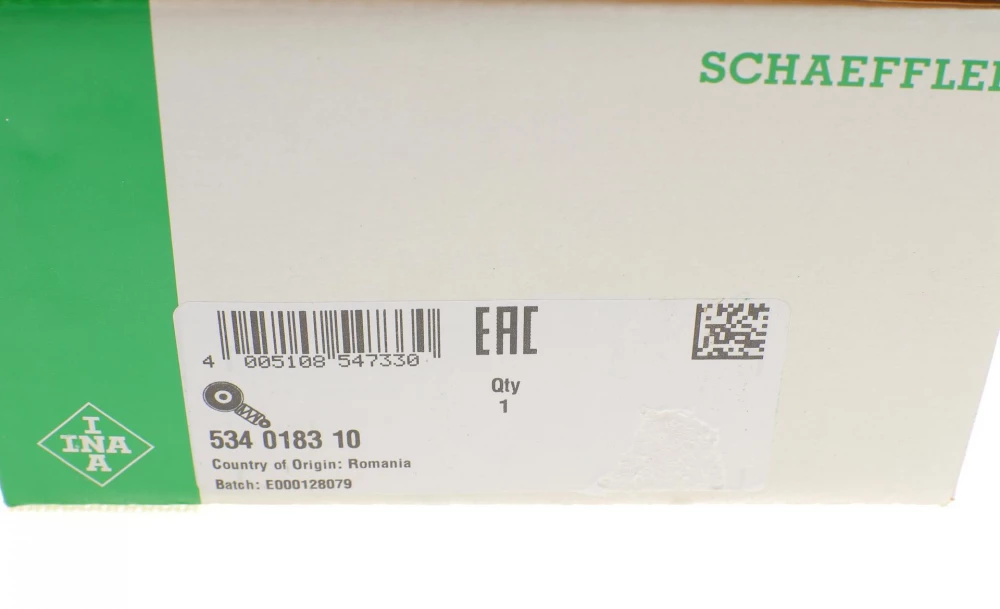 SCHAEFFLE
4 005108 547330
EAC
Qty
1
534 0183 10
Country of Origin: Romania
Batch: E000128079
I
INA
A